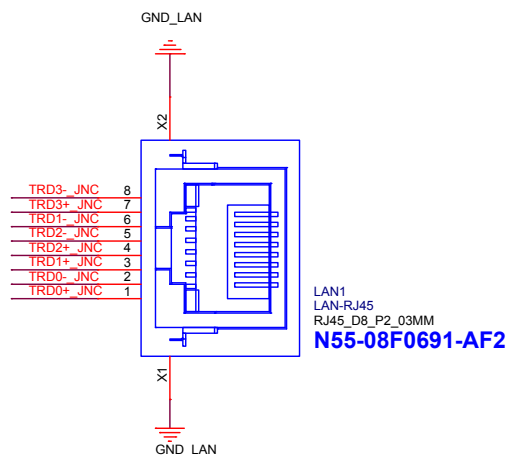 GND_LAN
X2
TRD3-_JNC 8
TRD3+_JNC 7
TRD1-_JNC 6
TRD2-_JNC 5
TRD2+_JNC 4
TRD1+_JNC 3
TRD0-_JNC 2
TRD0+_JNC 1
LAN1
LAN-RJ45
RJ45_D8_P2_03MM
N55-08F0691-AF2
X1
GND_LAN